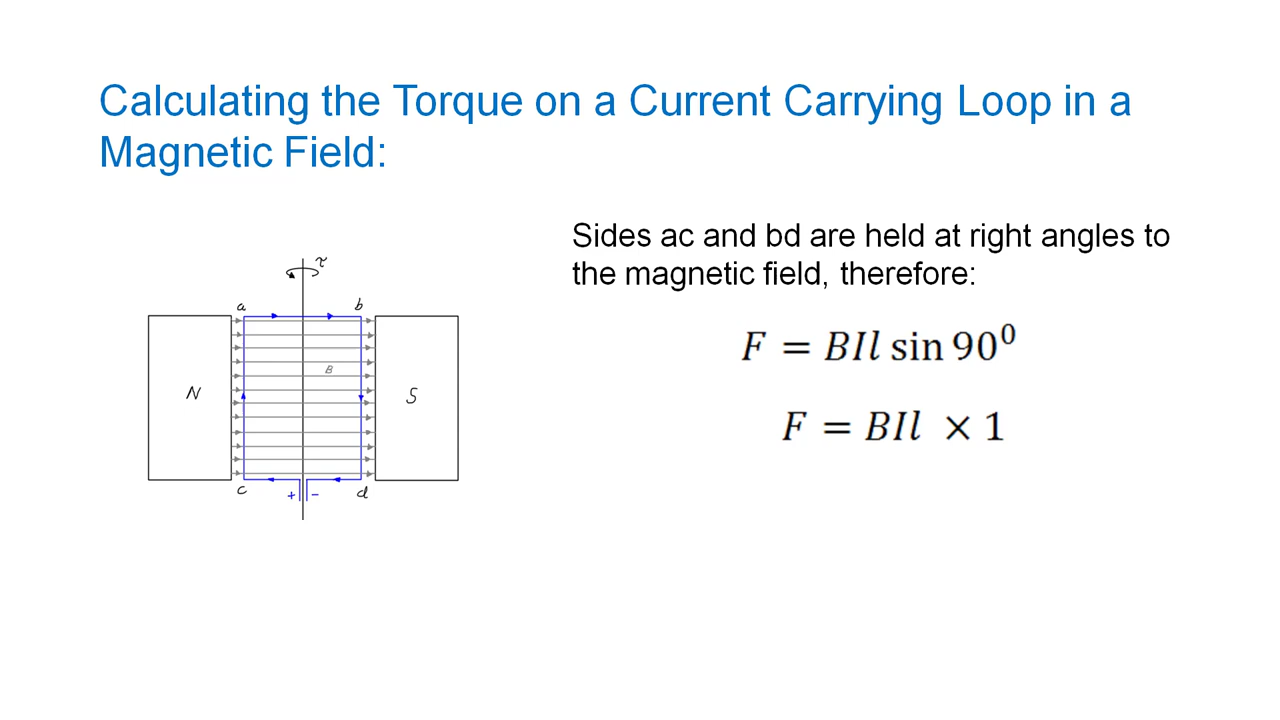 Calculating the Torque on a Current Carrying Loop in a
Magnetic Field:
Sides ac and bd are held at right angles to
the magnetic field, therefore:
F = BIl sin 90⁰
F = BIl × 1
τ
a
b
B
N
S
c
+
−
d